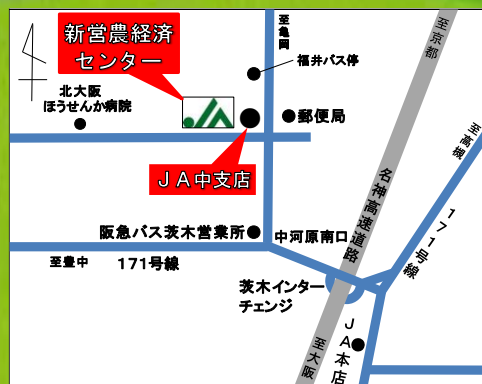 新営農経済
センター
至亀岡
至京都
福井バス停
北大阪
ほうせんか病院
JA
郵便局
至高槻
ＪＡ中支店
名神高速道路
171号線
阪急バス茨木営業所
中河原南口
至豊中
171号線
茨木インター
チェンジ
JA本店
至大阪